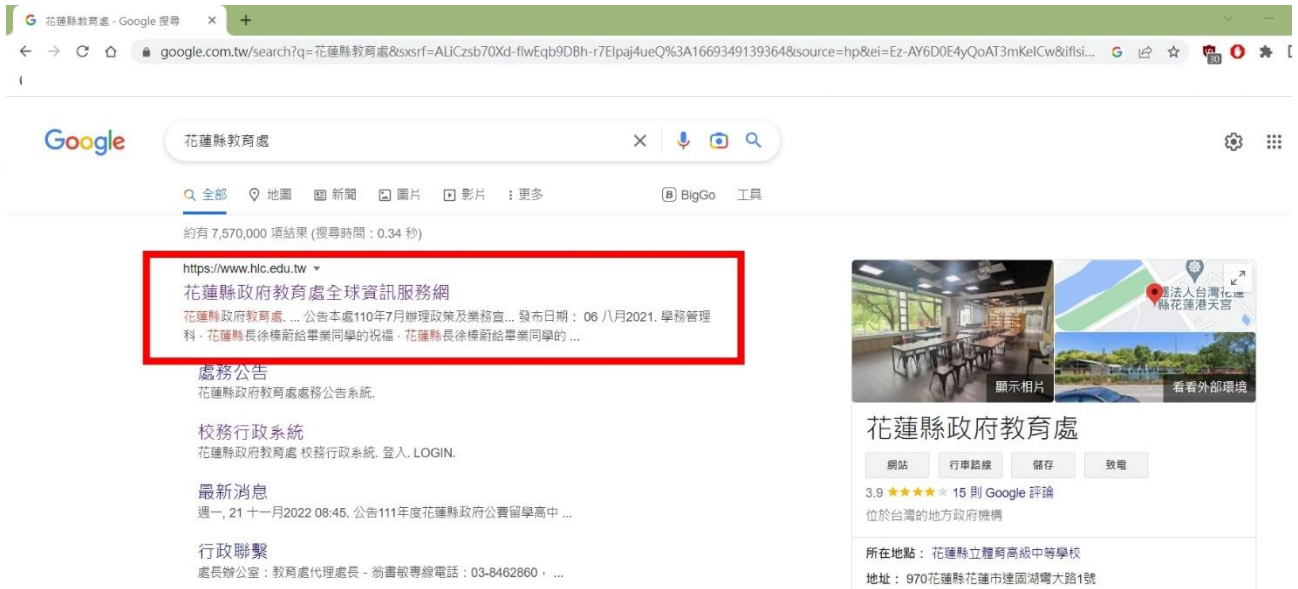 花蓮縣教育處 - Google 搜尋
google.com.tw/search?q=花蓮縣教育處&sxsrf=ALiCzsb70Xd-flwEqb9DBh-r7EIpaj4ueQ%3A1669349139364&source=hp&ei=Ez-AY6D0E4yQoAT3mKelCw&iflsi...
30
Google
花蓮縣教育處
全部 地圖 新聞 圖片 影片 更多 BigGo 工具
約有 7,570,000 項結果 (搜尋時間：0.34 秒)
https://www.hlc.edu.tw
花蓮縣政府教育處全球資訊服務網
花蓮縣政府教育處. ... 公告本處110年7月辦理政策及業務宣... 發布日期： 06 八月2021. 學務管理
科 · 花蓮縣長徐榛蔚給畢業同學的祝福 · 花蓮縣長徐榛蔚給畢業同學的 ...
處務公告
花蓮縣政府教育處處務公告系統.
校務行政系統
花蓮縣政府教育處 校務行政系統. 登入. LOGIN.
最新消息
週一, 21 十一月2022 08:45. 公告111年度花蓮縣政府公費留學高中 ...
行政聯繫
處長辦公室：教育處代理處長 - 翁書敏專線電話：03-8462860， ...
團法人台灣花蓮
縣花蓮港天宮
顯示相片
看看外部環境
花蓮縣政府教育處
網站 行車路線 儲存 致電
3.9 15 則 Google 評論
位於台灣的地方政府機構
所在地點： 花蓮縣立體育高級中等學校
地址： 970花蓮縣花蓮市達固湖彎大路1號